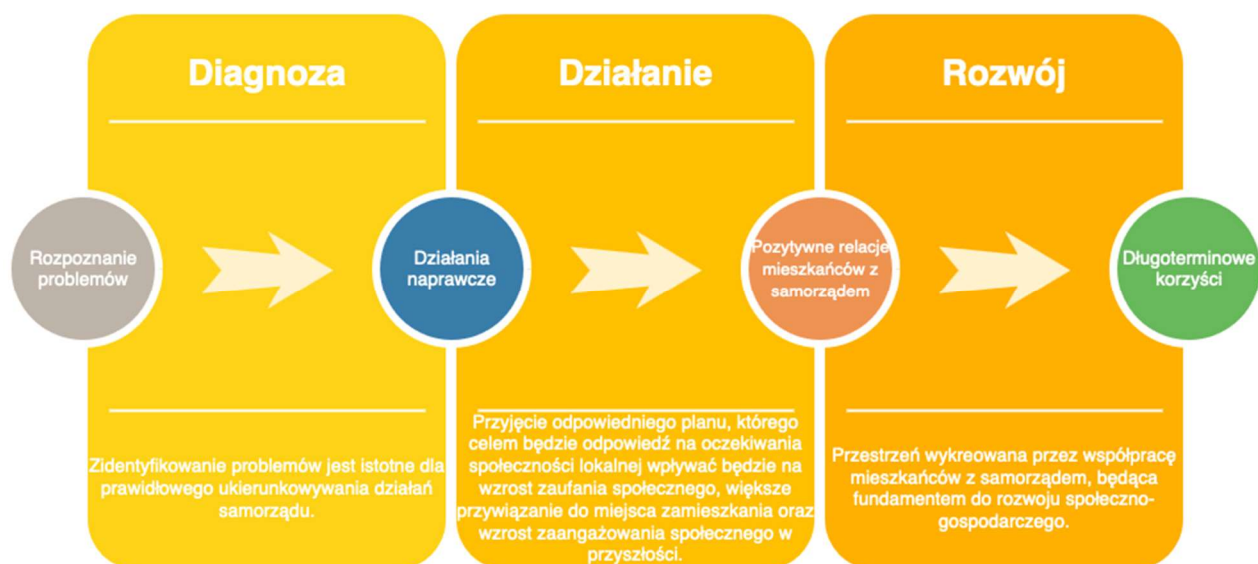 Diagnoza
Działanie
Rozwój
Rozpoznanie
problemów
Działania
naprawcze
Pozytywne relacje
mieszkańców z
samorządem
Długoterminowe
korzyści
Zidentyfikowanie problemów jest istotne dla
prawidłowego ukierunkowywania działań
samorządu.
Przyjęcie odpowiedniego planu, którego
celem będzie odpowiedź na oczekiwania
społeczności lokalnej wpływać będzie na
wzrost zaufania społecznego, większe
przywiązanie do miejsca zamieszkania oraz
wzrost zaangażowania społecznego w
przyszłości.
Przestrzeń wykreowana przez współpracę
mieszkańców z samorządem, będąca
fundamentem do rozwoju społeczno-
gospodarczego.